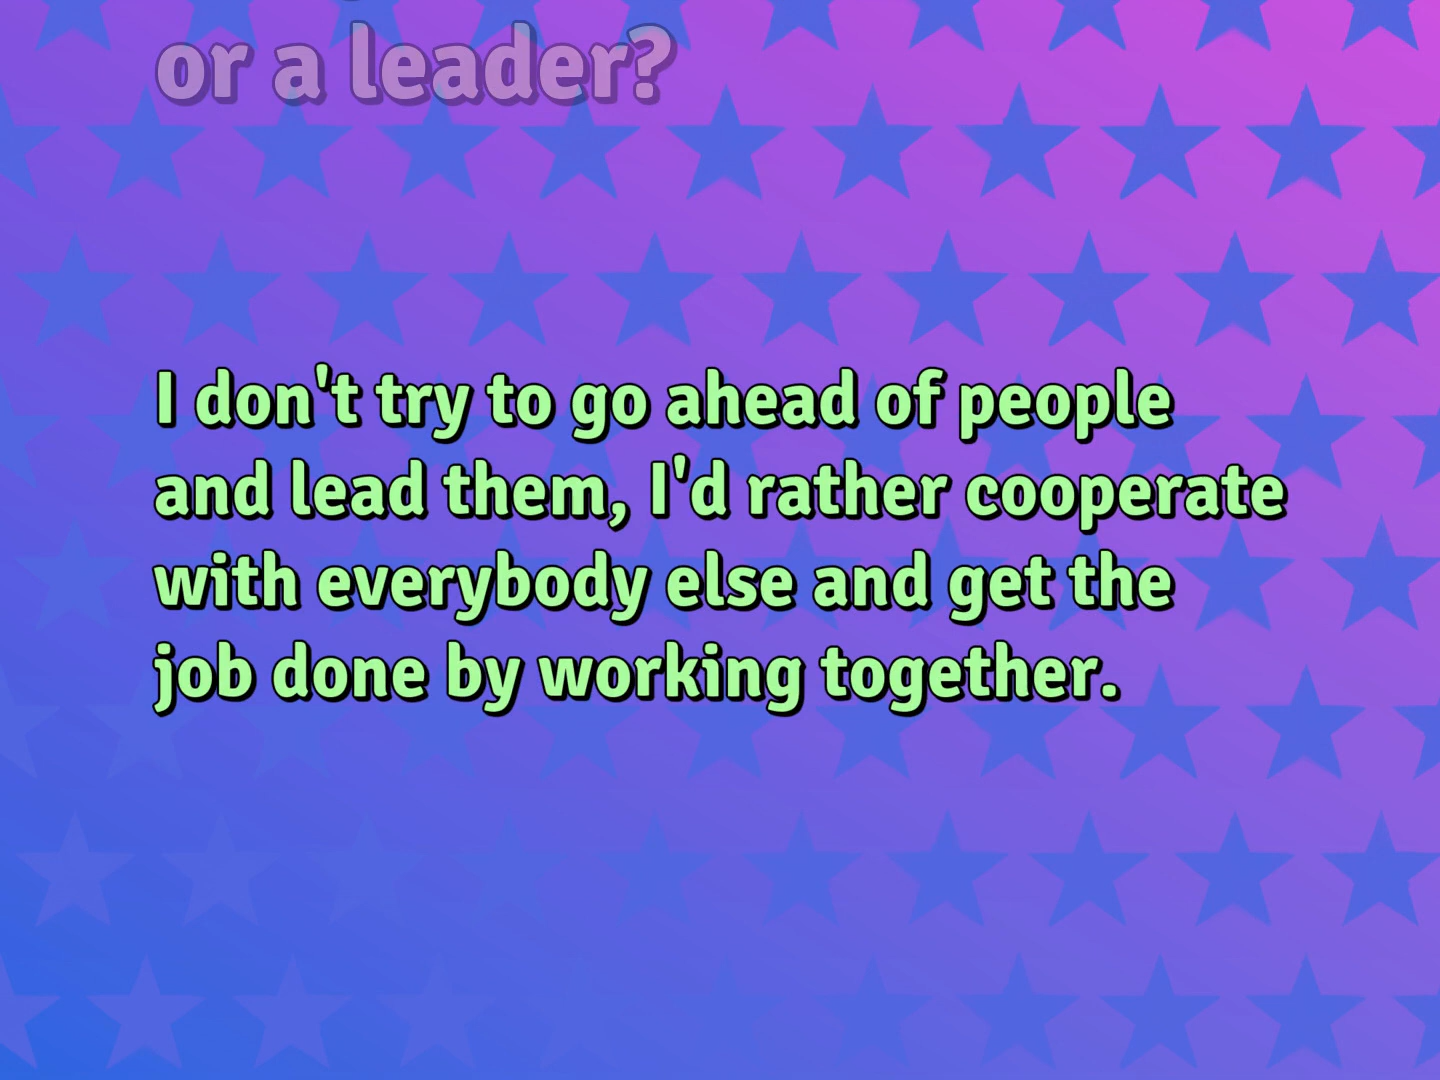 or a leader?
I don't try to go ahead of people
and lead them, I'd rather cooperate
with everybody else and get the
job done by working together.